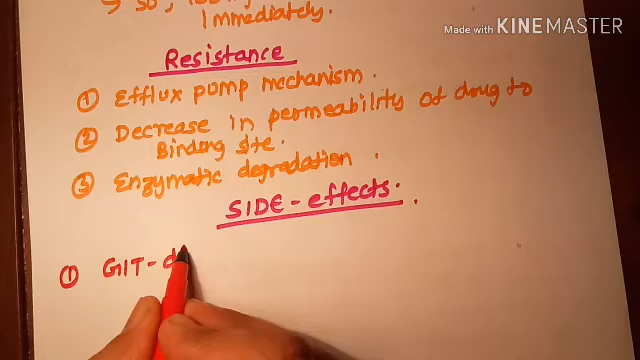 Immediately.
Made with KINEMASTER
Resistance
① Efflux pump mechanism.
② Decrease in permeability of drug to
Binding site.
③ Enzymatic degradation.
SIDE-effects.
① GIT-d